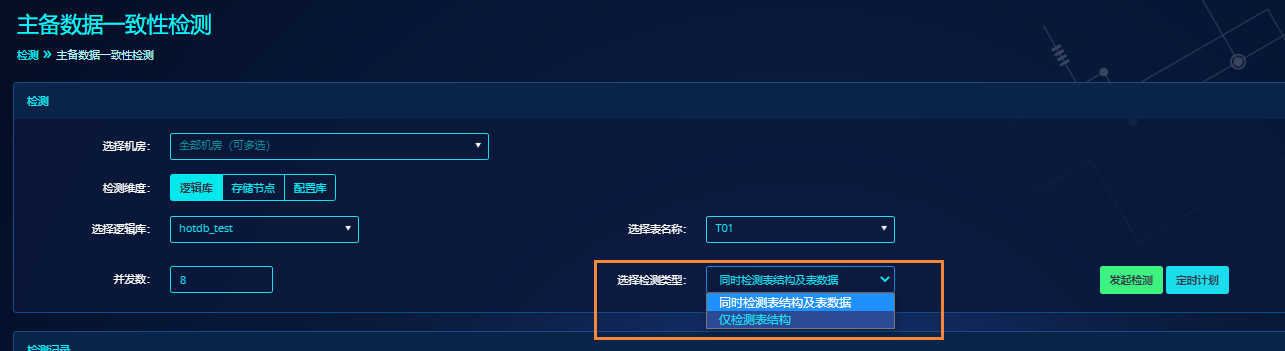 主备数据一致性检测
检测 » 主备数据一致性检测
检测
选择机房： 全部机房（可多选）
检测维度： 逻辑库 存储节点 配置库
选择逻辑库： hotdb_test 选择表名称： T01
并发数： 8 选择检测类型： 同时检测表结构及表数据 发起检测 定时计划
同时检测表结构及表数据
仅检测表结构
检测记录